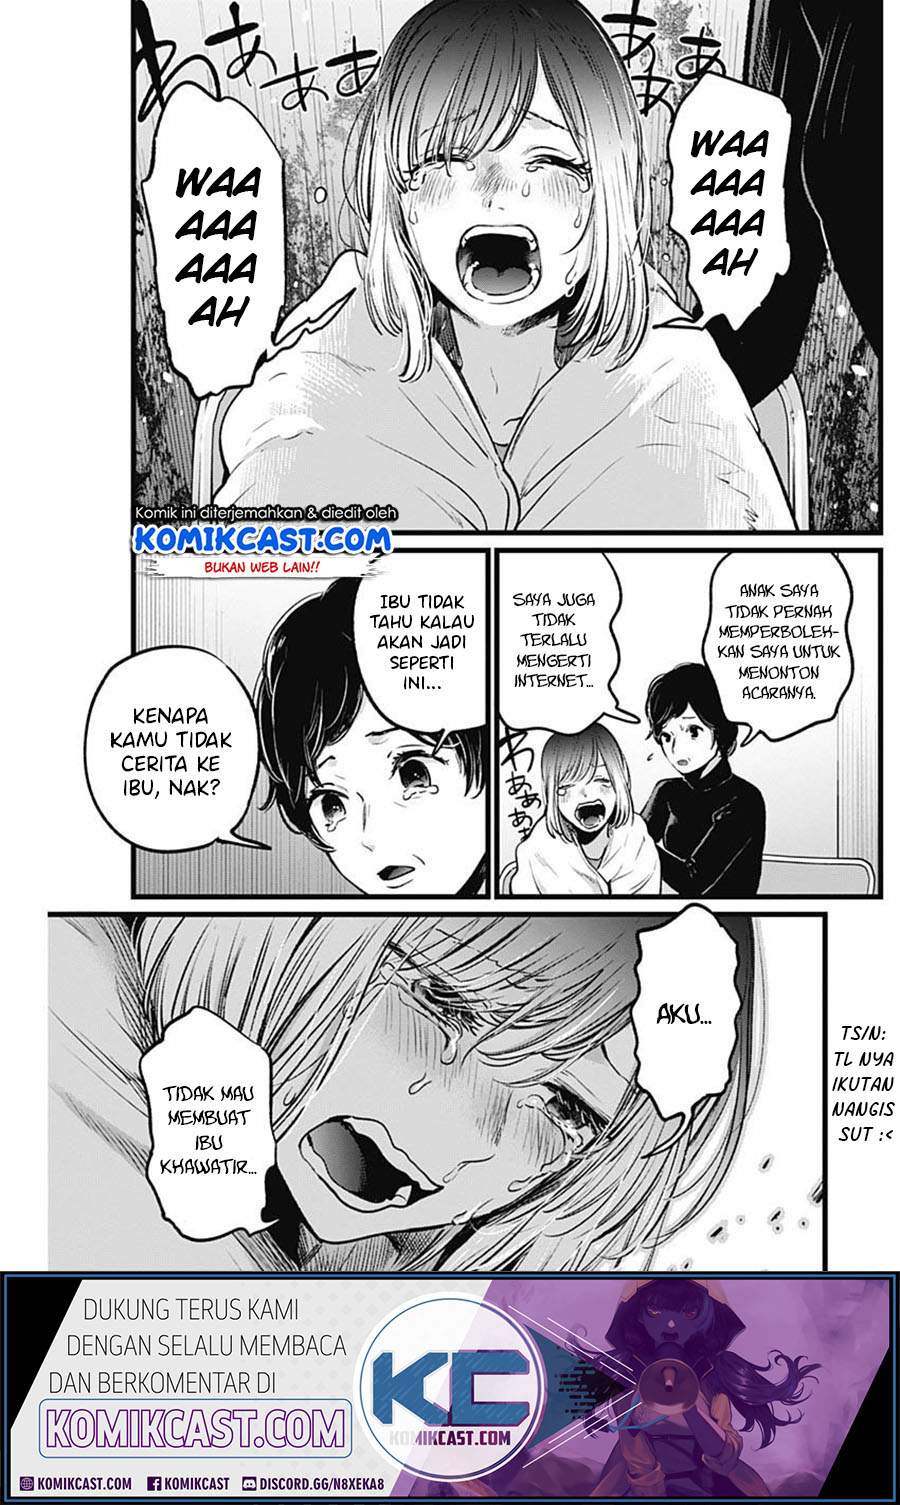 WAA
AAA
AAA
AH
WAA
AAA
AAA
AH
ああああ
ああああ
Komik ini diterjemahkan & diedit oleh
KOMIKCAST.COM
BUKAN WEB LAIN!!
ANAK SAYA
TIDAK PERNAH
MEMPERBOLEH-
KAN SAYA UNTUK
MENONTON
ACARANYA.
SAYA JUGA
TIDAK
TERLALU
MENGERTI
INTERNET...
IBU TIDAK
TAHU KALAU
AKAN JADI
SEPERTI
INI...
KENAPA
KAMU TIDAK
CERITA KE
IBU, NAK?
AKU...
TIDAK MAU
MEMBUAT
IBU
KHAWATIR...
TS/N:
TL NYA
IKUTAN
NANGIS
SUT :<
DUKUNG TERUS KAMI
DENGAN SELALU MEMBACA
DAN BERKOMENTAR DI
KOMIKCAST.COM
KC
KOMIKCAST.COM
KOMIKCAST.COM
KOMIKCAST
DISCORD.GG/N8XEKA8